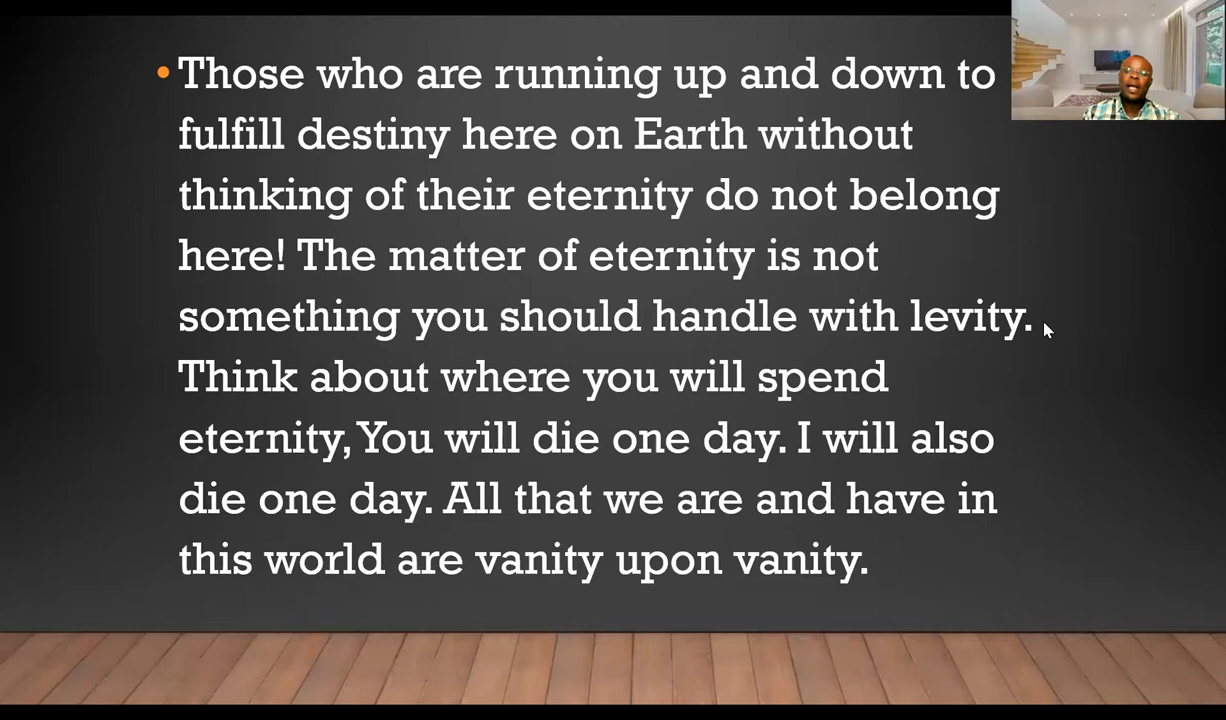 • Those who are running up and down to
fulfill destiny here on Earth without
thinking of their eternity do not belong
here! The matter of eternity is not
something you should handle with levity.
Think about where you will spend
eternity, You will die one day. I will also
die one day. All that we are and have in
this world are vanity upon vanity.